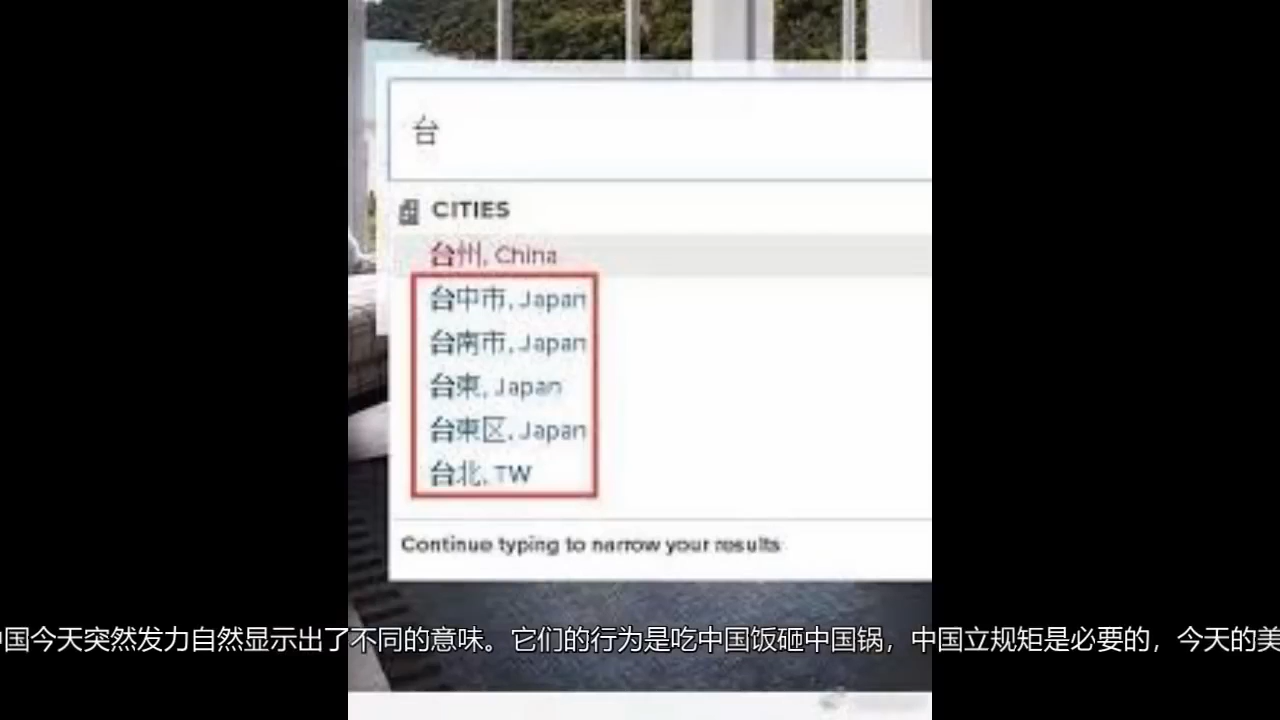 台
CITIES
台州, China
台中市, Japan
台南市, Japan
台東, Japan
台東区, Japan
台北, TW
Continue typing to narrow your results
国今天突然发力自然显示出了不同的意味。它们的行为是吃中国饭砸中国锅，中国立规矩是必要的，今天的美